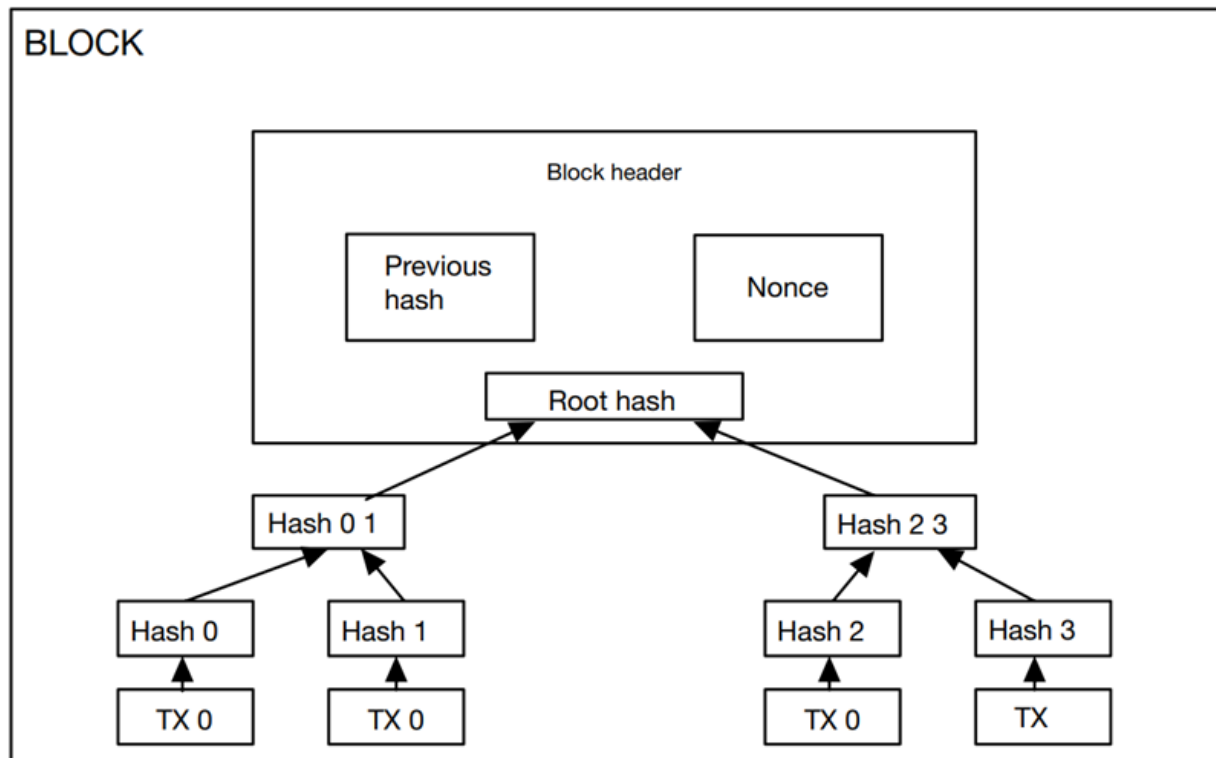 BLOCK
Block header
Previous
hash
Nonce
Root hash
Hash 0 1
Hash 2 3
Hash 0
Hash 1
Hash 2
Hash 3
TX 0
TX 0
TX 0
TX